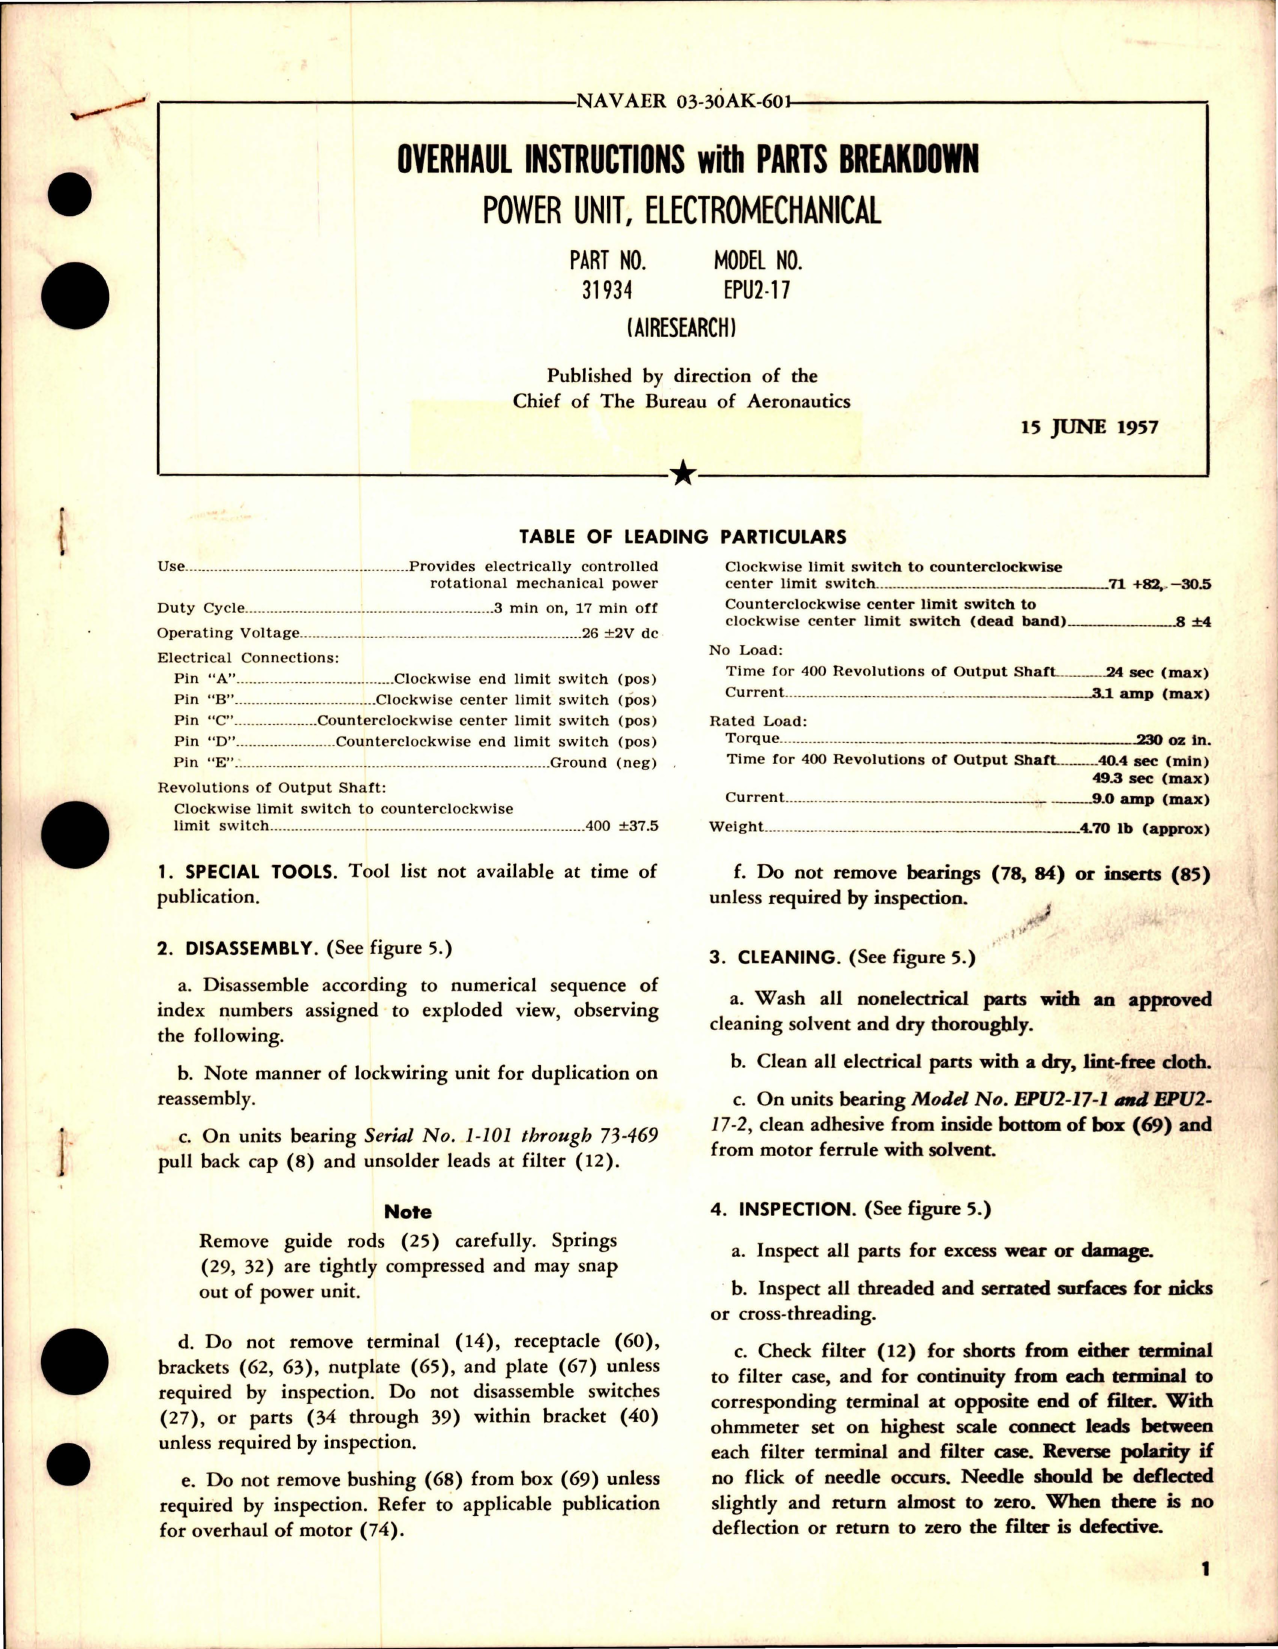 NAVAER 03-30AK-601
OVERHAUL INSTRUCTIONS with PARTS BREAKDOWN
POWER UNIT, ELECTROMECHANICAL
PART NO. MODEL NO.
31934 EPU2-17
(AIRESEARCH)
Published by direction of the
Chief of The Bureau of Aeronautics
15 JUNE 1957
TABLE OF LEADING PARTICULARS
Use Provides electrically controlled
rotational mechanical power
Duty Cycle 3 min on, 17 min off
Operating Voltage 26 ±2V dc
Electrical Connections:
Pin "A" Clockwise end limit switch (pos)
Pin "B" Clockwise center limit switch (pos)
Pin "C" Counterclockwise center limit switch (pos)
Pin "D" Counterclockwise end limit switch (pos)
Pin "E" Ground (neg)
Revolutions of Output Shaft:
Clockwise limit switch to counterclockwise
limit switch 400 ±37.5
Clockwise limit switch to counterclockwise
center limit switch 71 +82, -30.5
Counterclockwise center limit switch to
clockwise center limit switch (dead band) 8 ±4
No Load:
Time for 400 Revolutions of Output Shaft 24 sec (max)
Current 3.1 amp (max)
Rated Load:
Torque 230 oz in.
Time for 400 Revolutions of Output Shaft 40.4 sec (min)
49.3 sec (max)
Current 9.0 amp (max)
Weight 4.70 lb (approx)
1. SPECIAL TOOLS. Tool list not available at time of
publication.
2. DISASSEMBLY. (See figure 5.)
a. Disassemble according to numerical sequence of
index numbers assigned to exploded view, observing
the following.
b. Note manner of lockwiring unit for duplication on
reassembly.
c. On units bearing Serial No. 1-101 through 73-469
pull back cap (8) and unsolder leads at filter (12).
Note
Remove guide rods (25) carefully. Springs
(29, 32) are tightly compressed and may snap
out of power unit.
d. Do not remove terminal (14), receptacle (60),
brackets (62, 63), nutplate (65), and plate (67) unless
required by inspection. Do not disassemble switches
(27), or parts (34 through 39) within bracket (40)
unless required by inspection.
e. Do not remove bushing (68) from box (69) unless
required by inspection. Refer to applicable publication
for overhaul of motor (74).
f. Do not remove bearings (78, 84) or inserts (85)
unless required by inspection.
3. CLEANING. (See figure 5.)
a. Wash all nonelectrical parts with an approved
cleaning solvent and dry thoroughly.
b. Clean all electrical parts with a dry, lint-free cloth.
c. On units bearing Model No. EPU2-17-1 and EPU2-
17-2, clean adhesive from inside bottom of box (69) and
from motor ferrule with solvent.
4. INSPECTION. (See figure 5.)
a. Inspect all parts for excess wear or damage.
b. Inspect all threaded and serrated surfaces for nicks
or cross-threading.
c. Check filter (12) for shorts from either terminal
to filter case, and for continuity from each terminal to
corresponding terminal at opposite end of filter. With
ohmmeter set on highest scale connect leads between
each filter terminal and filter case. Reverse polarity if
no flick of needle occurs. Needle should be deflected
slightly and return almost to zero. When there is no
deflection or return to zero the filter is defective.
1